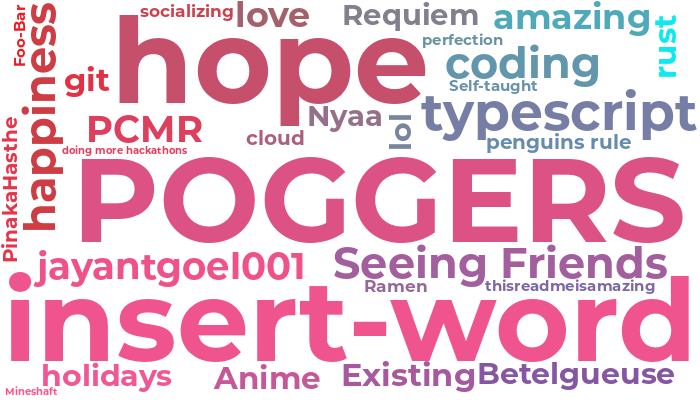 socializing
love
Requiem
amazing
rust
Foo-Bar
happiness
hope
perfection
coding
git
Self-taught
Nyaa
lol
typescript
PCMR
cloud
penguins rule
PinakaHasthe
doing more hackathons
POGGERS
jayantgoel001
Seeing Friends
Ramen
thisreadmeisamazing
insert-word
holidays
Anime
Existing
Betelgueuse
Mineshaft